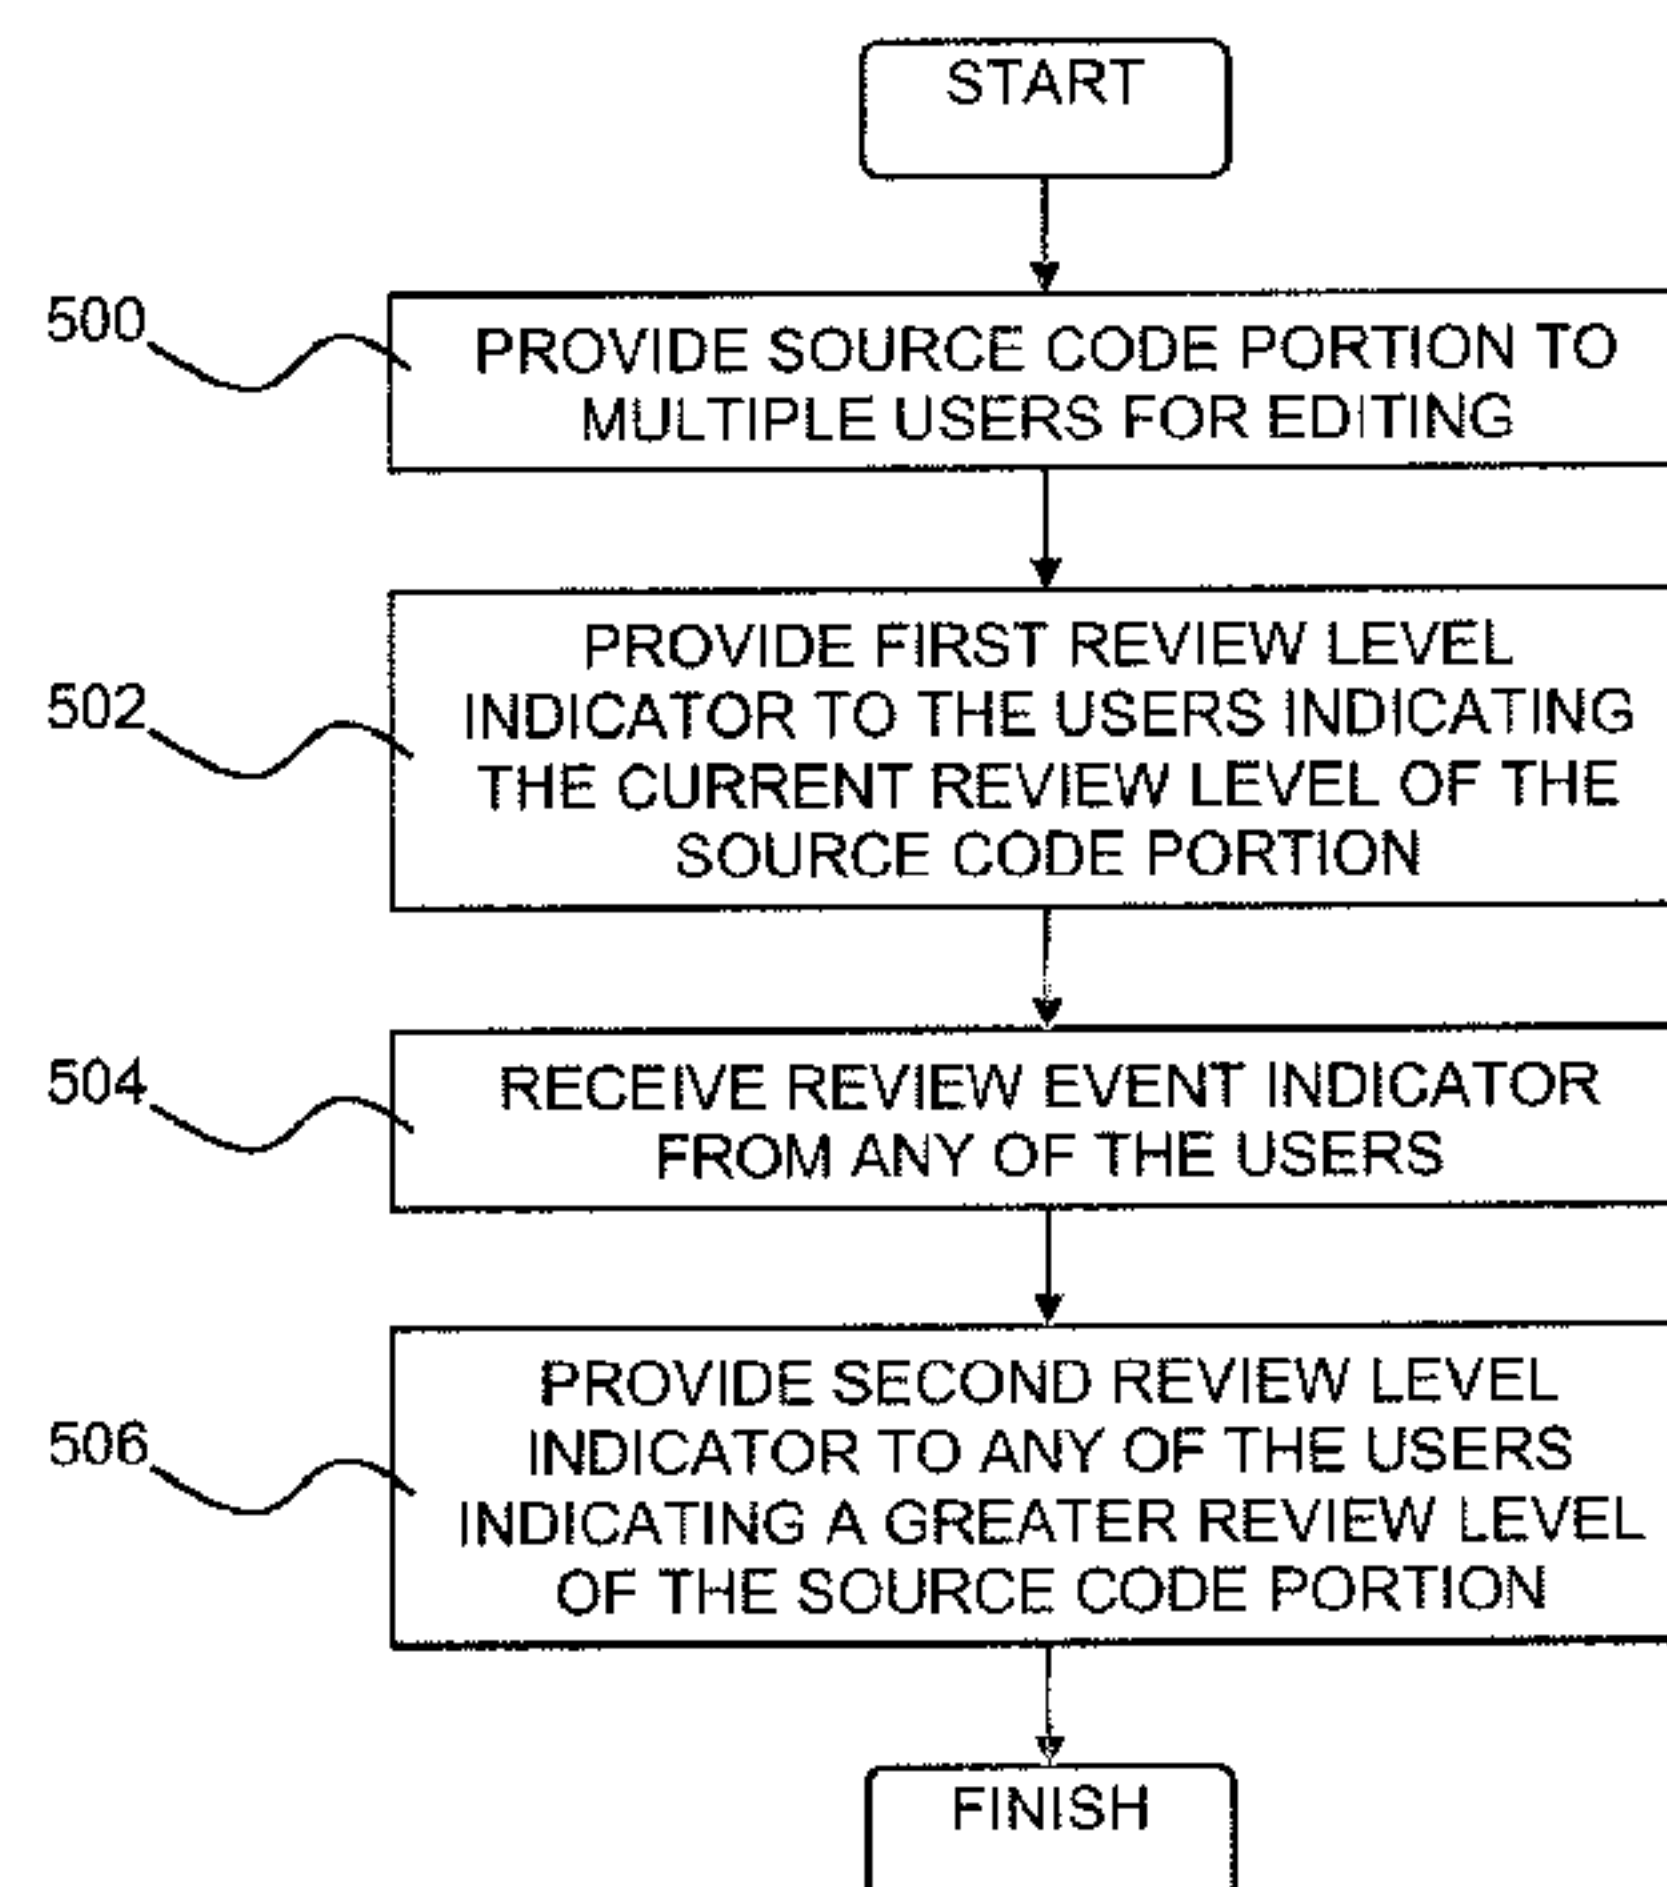 START
500
PROVIDE SOURCE CODE PORTION TO
MULTIPLE USERS FOR EDITING
502
PROVIDE FIRST REVIEW LEVEL
INDICATOR TO THE USERS INDICATING
THE CURRENT REVIEW LEVEL OF THE
SOURCE CODE PORTION
504
RECEIVE REVIEW EVENT INDICATOR
FROM ANY OF THE USERS
506
PROVIDE SECOND REVIEW LEVEL
INDICATOR TO ANY OF THE USERS
INDICATING A GREATER REVIEW LEVEL
OF THE SOURCE CODE PORTION
FINISH